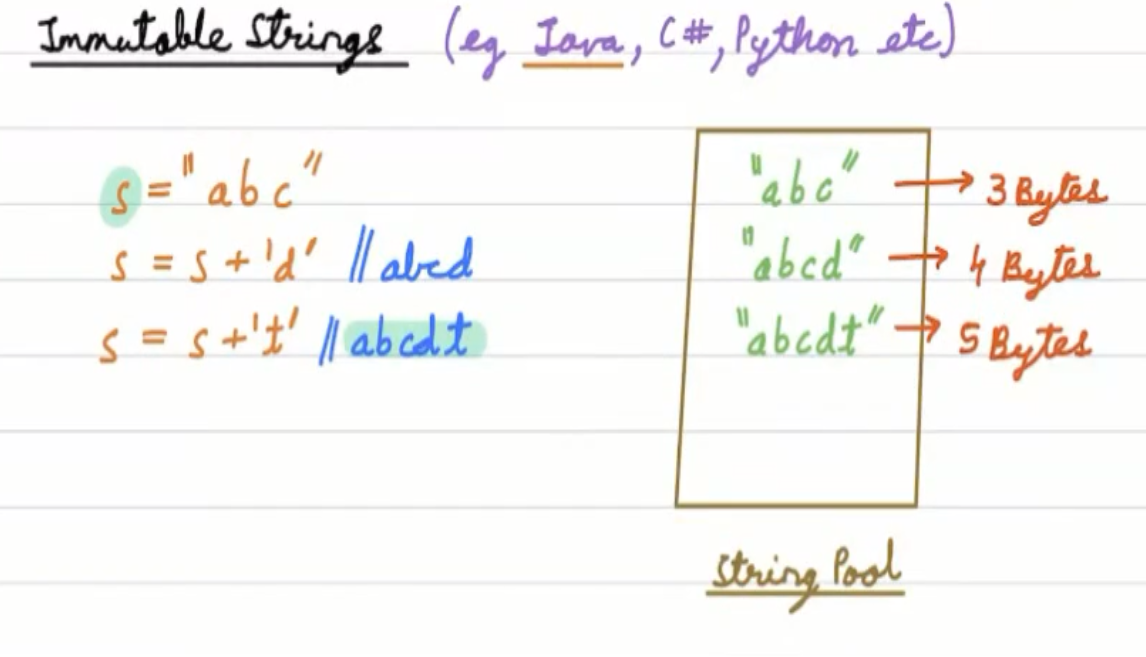 Immutable Strings (eg Java, C#, Python etc)
s = "abc"
s = s + 'd' //abcd
s = s + 't' //abcdt
"abc" → 3 Bytes
"abcd" → 4 Bytes
"abcdt" → 5 Bytes
String Pool